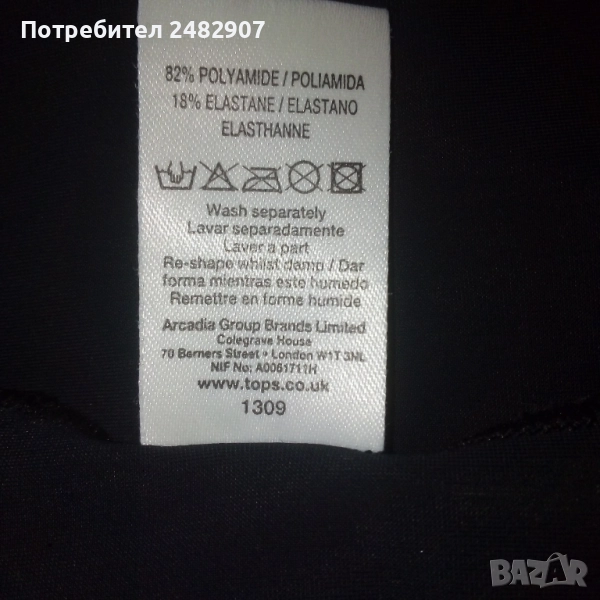 Потребител 2482907
82% POLYAMIDE / POLIAMIDA
18% ELASTANE / ELASTANO
ELASTHANNE
Wash separately
Lavar separadamente
Laver a part
Re-shape whilst damp / Dar
forma mientras este humedo
Remettre en forme humide
Arcadia Group Brands Limited
Colegrave House
70 Berners Street • London W1T 3NL
NIF No: A0061711H
www.tops.co.uk
1309
BAZAR